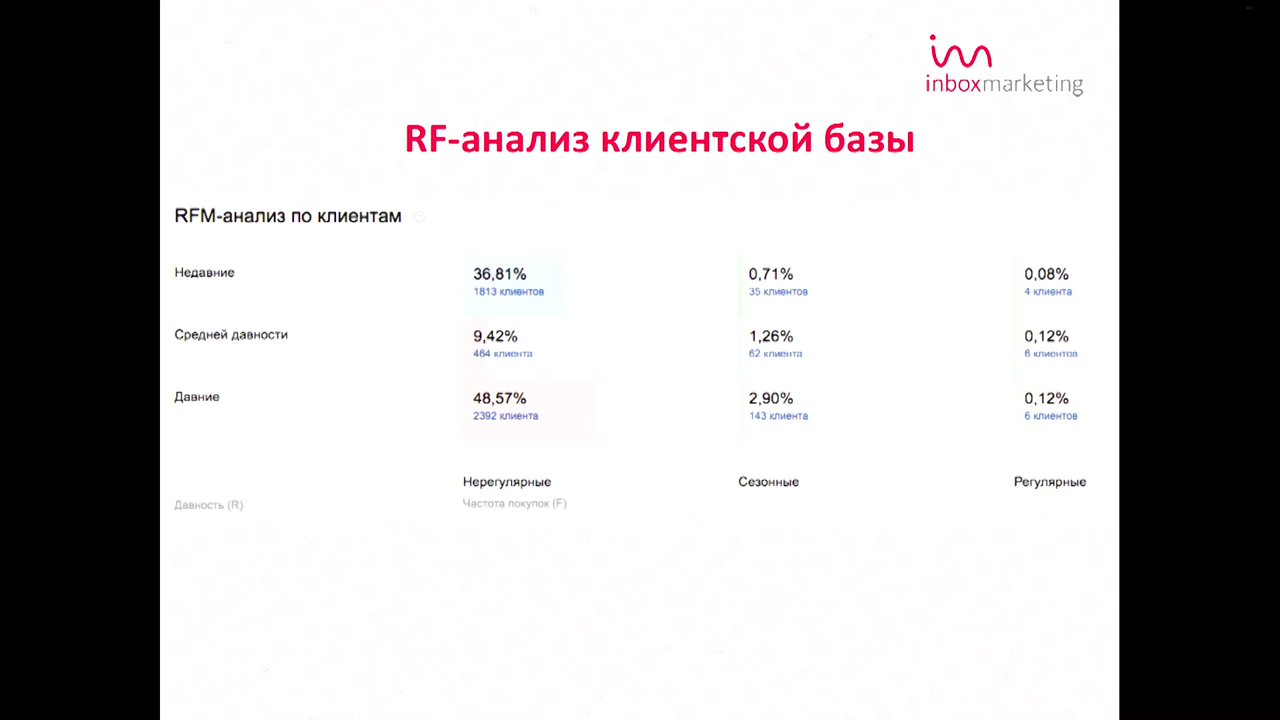 inboxmarketing
RF-анализ клиентской базы
RFM-анализ по клиентам
Недавние 36,81% 0,71% 0,08%
1813 клиентов 35 клиентов 4 клиента
Средней давности 9,42% 1,26% 0,12%
464 клиента 62 клиента 6 клиентов
Давние 48,57% 2,90% 0,12%
2392 клиента 143 клиента 6 клиентов
Нерегулярные Сезонные Регулярные
Давность (R) Частота покупок (F)